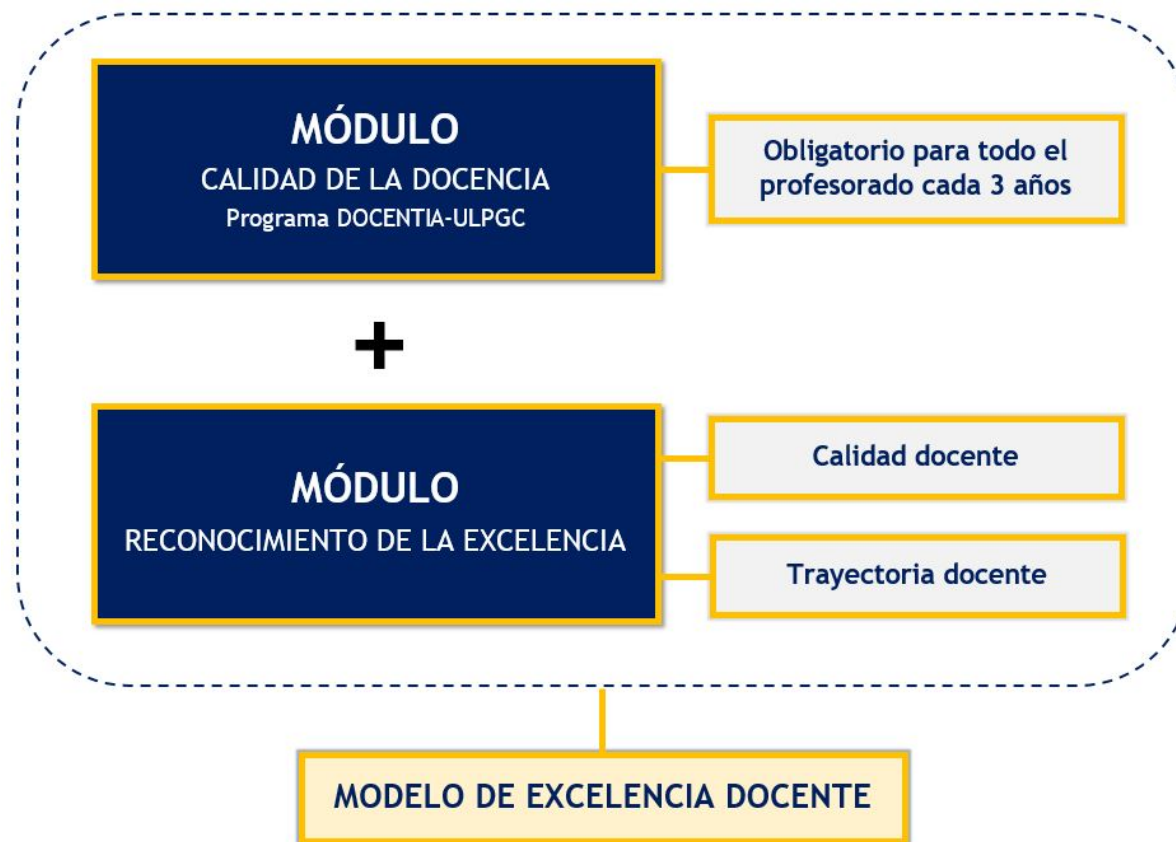 MÓDULO
CALIDAD DE LA DOCENCIA
Programa DOCENTIA-ULPGC
Obligatorio para todo el
profesorado cada 3 años
+
MÓDULO
RECONOCIMIENTO DE LA EXCELENCIA
Calidad docente
Trayectoria docente
MODELO DE EXCELENCIA DOCENTE